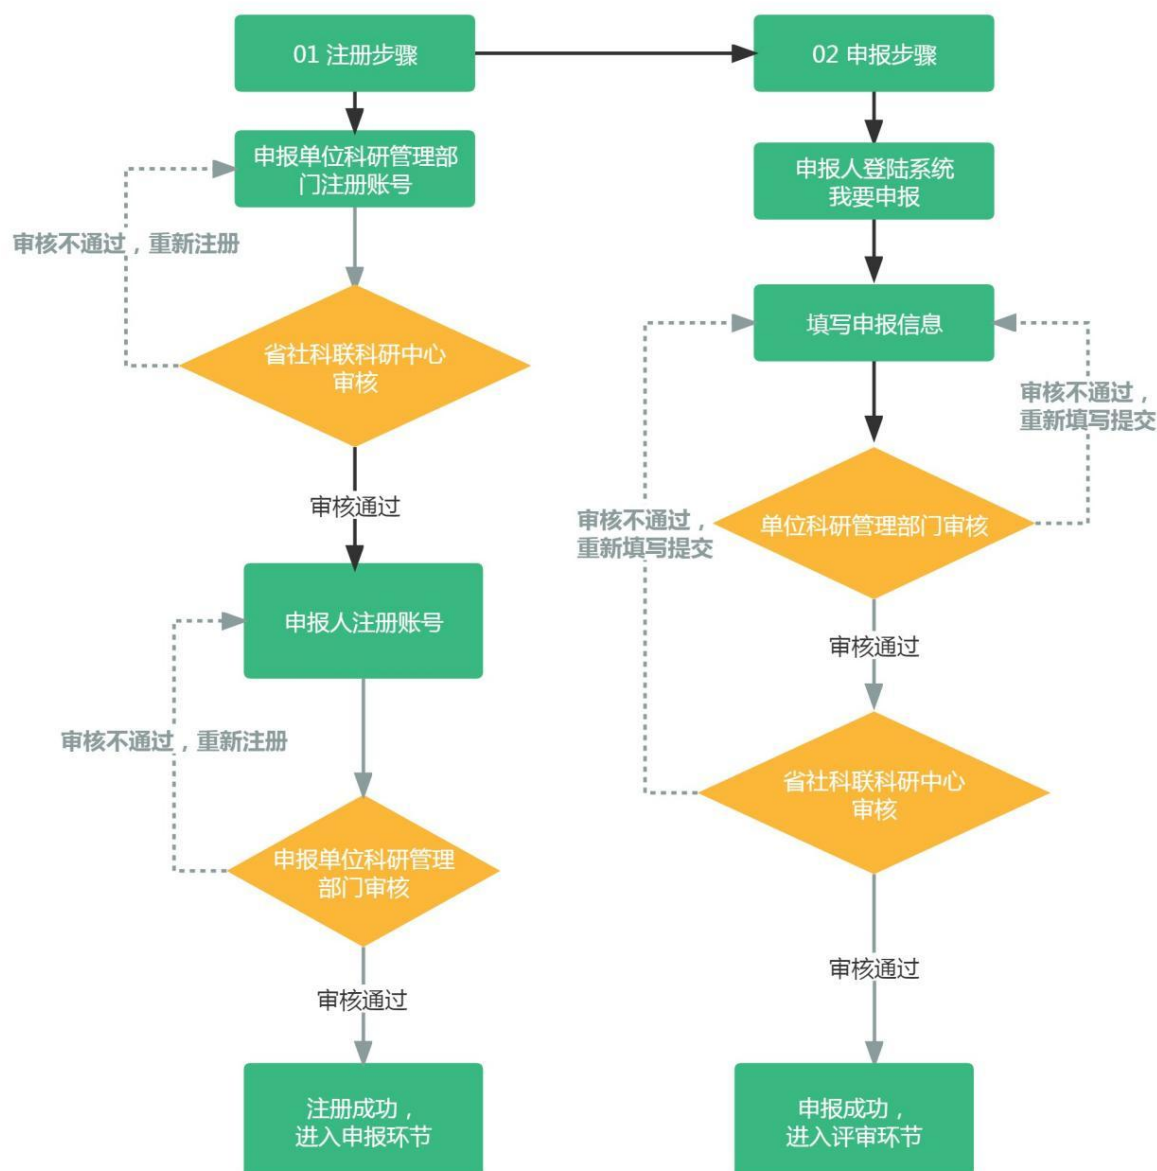 01 注册步骤
02 申报步骤
申报单位科研管理部
门注册账号
审核不通过，重新注册
省社科联科研中心
审核
审核通过
申报人注册账号
审核不通过，重新注册
申报单位科研管理
部门审核
审核通过
注册成功，
进入申报环节
申报人登陆系统
我要申报
填写申报信息
审核不通过，
重新填写提交
单位科研管理部门审核
审核不通过，
重新填写提交
审核通过
省社科联科研中心
审核
审核通过
申报成功，
进入评审环节